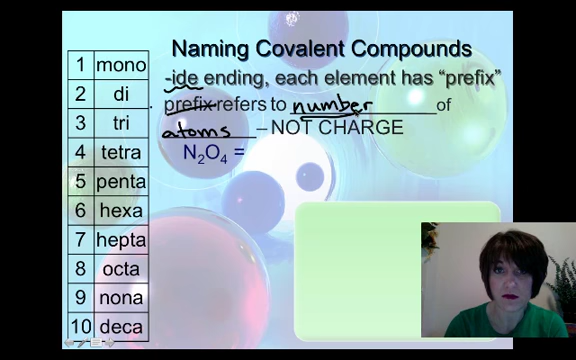 Naming Covalent Compounds
-ide ending, each element has “prefix”
. prefix refers to number of
atoms – NOT CHARGE
N₂O₄ =
1 mono
2 di
3 tri
4 tetra
5 penta
6 hexa
7 hepta
8 octa
9 nona
10 deca